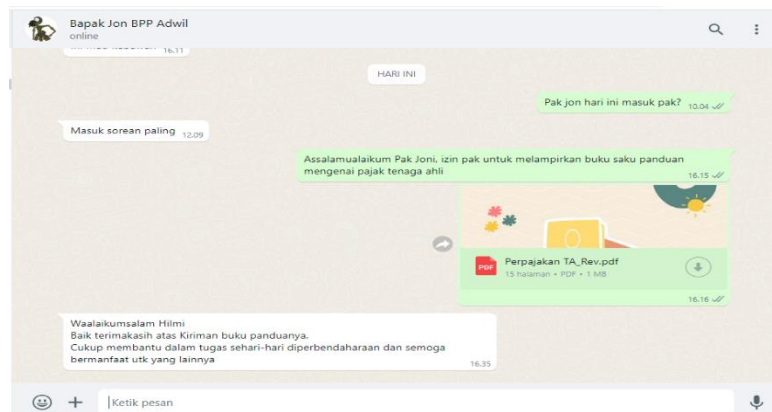 Bapak Jon BPP Adwil
online
16.11
HARI INI
Pak jon hari ini masuk pak? 10.04
Masuk sorean paling 12.09
Assalamualaikum Pak Joni, izin pak untuk melampirkan buku saku panduan
mengenai pajak tenaga ahli 16.15
PDF Perpajakan TA_Rev.pdf
15 halaman • PDF • 1 MB
16.16
Waalaikumsalam Hilmi
Baik terimakasih atas Kiriman buku panduanya.
Cukup membantu dalam tugas sehari-hari diperbendaharaan dan semoga
bermanfaat utk yang lainnya 16.35
Ketik pesan